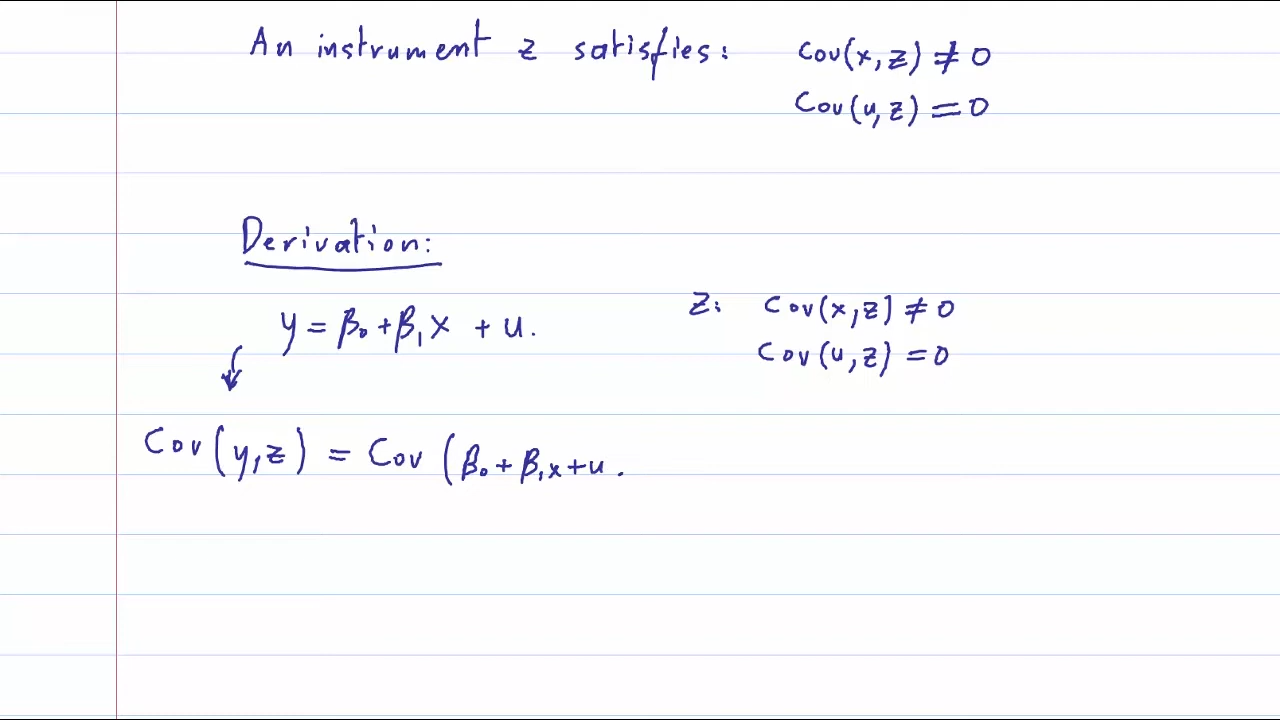 An instrument z satisfies: Cov(x,z) ≠ 0
Cov(u,z) = 0
Derivation:
y = β₀ + β₁x + u.
z: Cov(x,z) ≠ 0
Cov(u,z) = 0
Cov(y,z) = Cov(β₀ + β₁x + u .